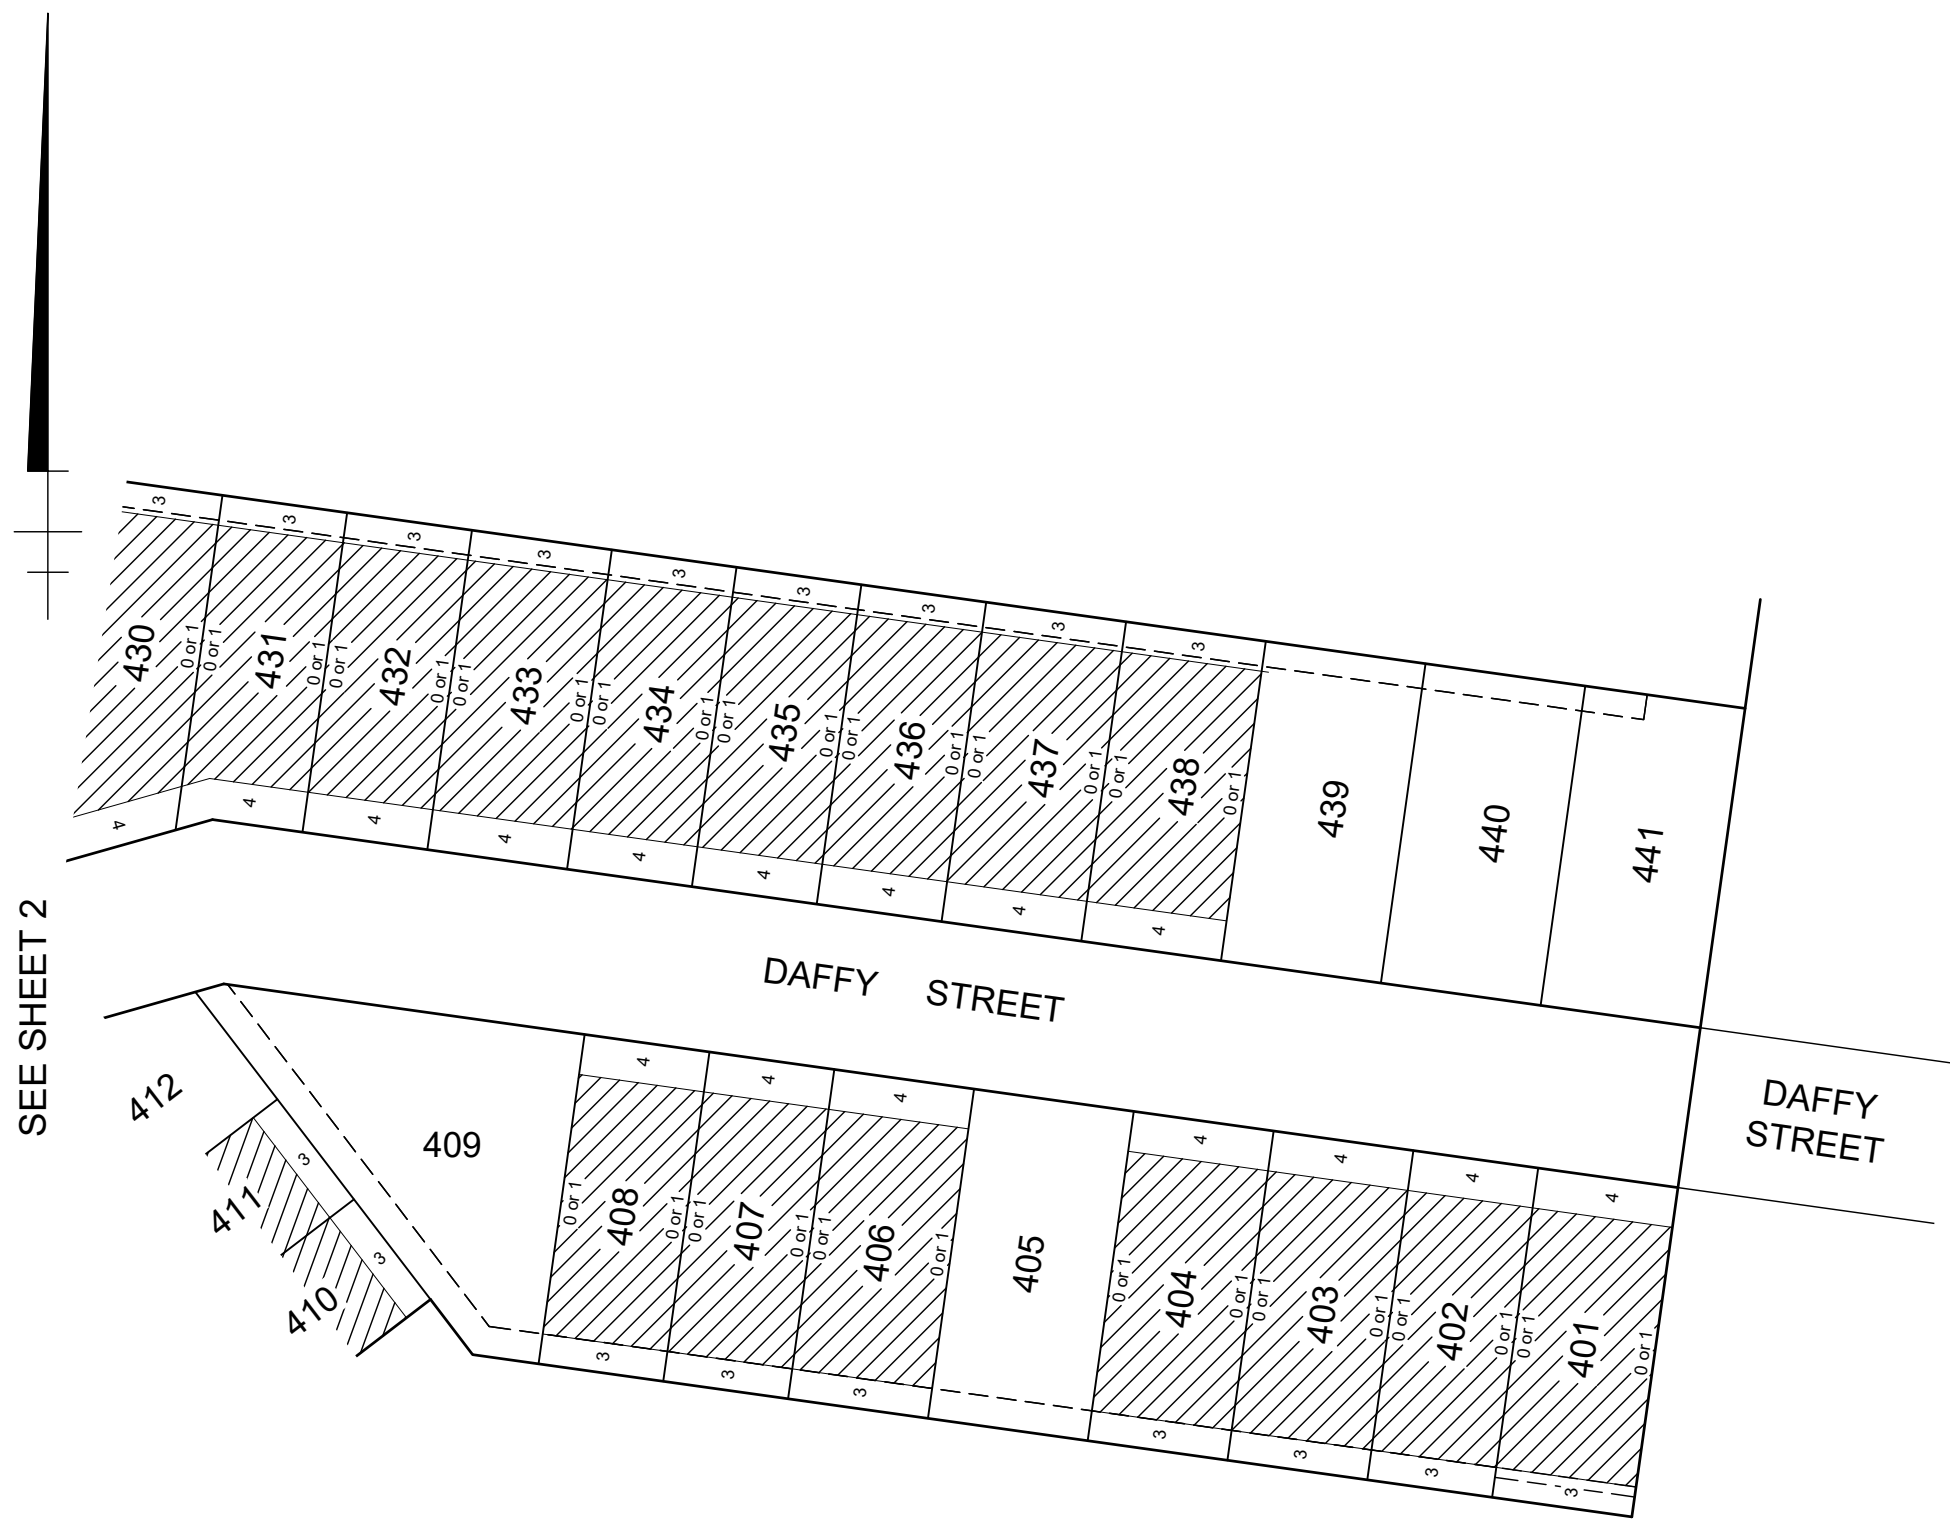 3
3
3
3
3
3
3
3
3
430
0 or 1
0 or 1
431
0 or 1
0 or 1
432
0 or 1
0 or 1
433
0 or 1
0 or 1
434
0 or 1
0 or 1
435
0 or 1
0 or 1
436
0 or 1
0 or 1
437
0 or 1
0 or 1
438
0 or 1
439
440
441
4
4
4
4
4
4
4
4
4
SEE SHEET 2
DAFFY STREET
DAFFY
STREET
412
411
3
410
3
409
4
4
4
0 or 1
408
0 or 1
0 or 1
407
0 or 1
0 or 1
406
0 or 1
405
4
4
4
4
0 or 1
404
0 or 1
0 or 1
403
0 or 1
0 or 1
402
0 or 1
0 or 1
401
0 or 1
3
3
3
3
3
3
3